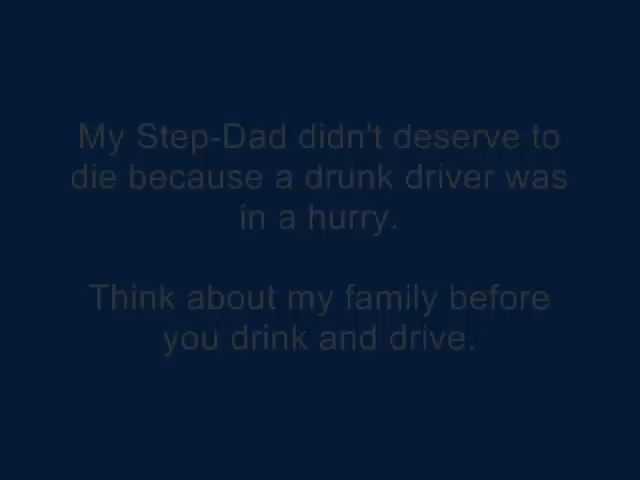 My Step-Dad didn't deserve to
die because a drunk driver was
in a hurry.
Think about my family before
you drink and drive.